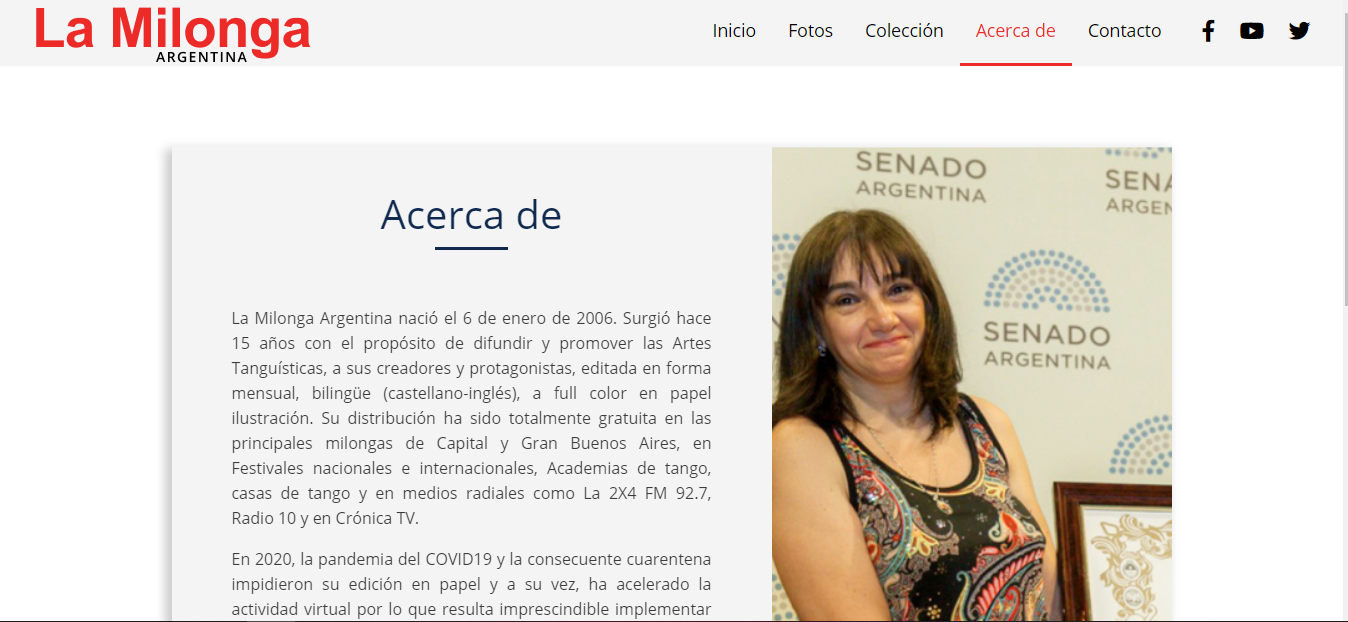 La Milonga
ARGENTINA
Inicio Fotos Colección Acerca de Contacto
Acerca de
La Milonga Argentina nació el 6 de enero de 2006. Surgió hace
15 años con el propósito de difundir y promover las Artes
Tanguísticas, a sus creadores y protagonistas, editada en forma
mensual, bilingüe (castellano-inglés), a full color en papel
ilustración. Su distribución ha sido totalmente gratuita en las
principales milongas de Capital y Gran Buenos Aires, en
Festivales nacionales e internacionales, Academias de tango,
casas de tango y en medios radiales como La 2X4 FM 92.7,
Radio 10 y en Crónica TV.
En 2020, la pandemia del COVID19 y la consecuente cuarentena
impidieron su edición en papel y a su vez, ha acelerado la
actividad virtual por lo que resulta imprescindible implementar
SENADO
ARGENTINA
SENA
ARGEN
SENADO
ARGENTINA